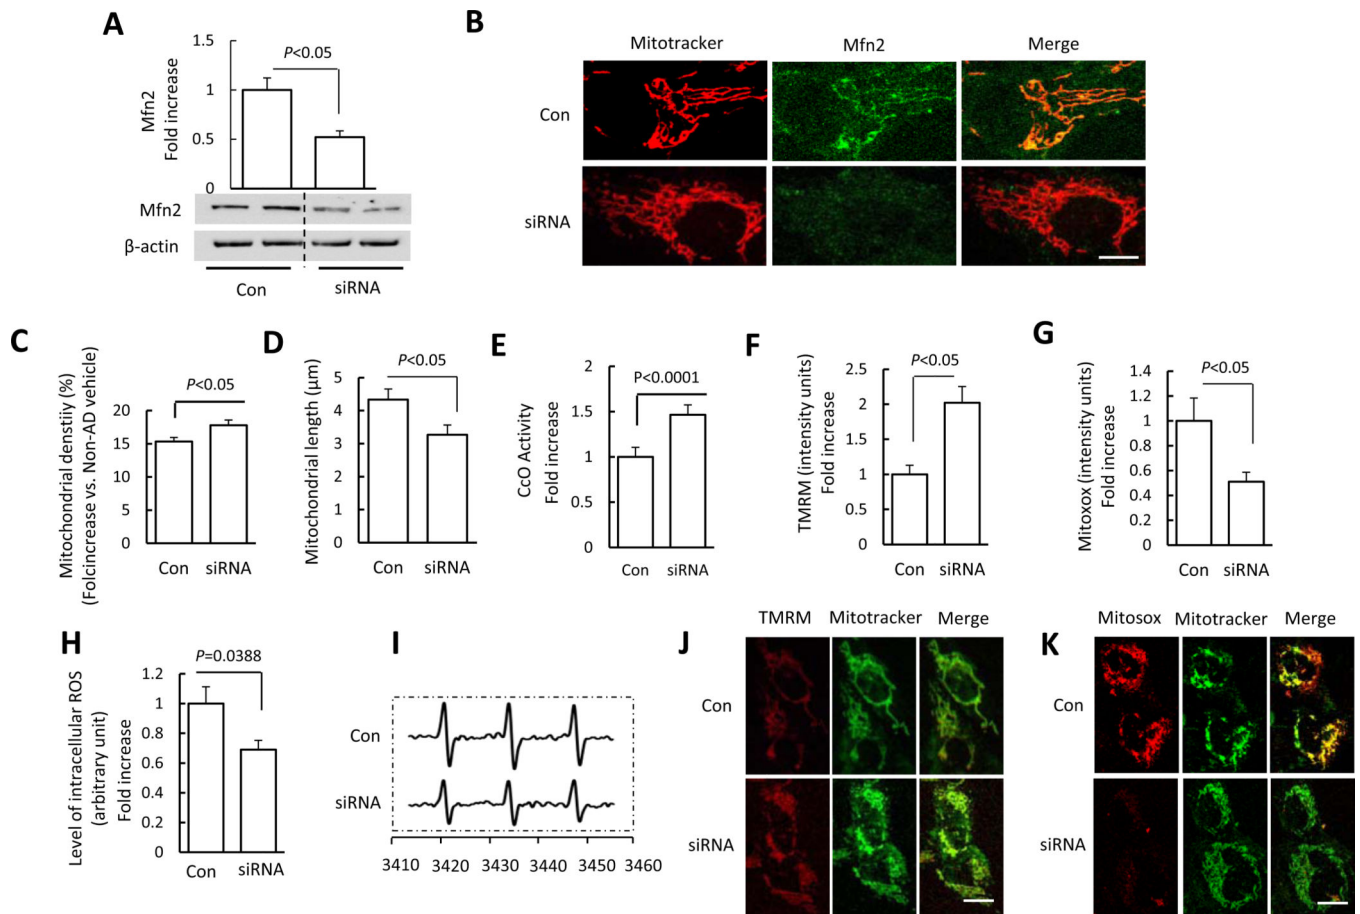 A
1.5
1
0.5
0
Mfn2
Fold increase
P<0.05
Mfn2
β-actin
Con
siRNA
B
Mitotracker
Mfn2
Merge
Con
siRNA
C
Mitochondrial denstiiy (%)
(Folcincrease vs. Non-AD vehicle)
20
15
10
5
0
P<0.05
Con
siRNA
D
Mitochondrial length (μm)
5
4
3
2
1
0
P<0.05
Con
siRNA
E
CcO Activity
Fold increase
2
1.5
1
0.5
0
P<0.0001
Con
siRNA
F
TMRM (intensity units)
Fold increase
2.5
2
1.5
1
0.5
0
P<0.05
Con
siRNA
G
Mitoxox (intensity units)
Fold increase
1.4
1.2
1
0.8
0.6
0.4
0.2
0
P<0.05
Con
siRNA
H
Level of intracellular ROS
(arbitrary unit)
Fold increase
1.2
1
0.8
0.6
0.4
0.2
0
P=0.0388
Con
siRNA
I
Con
siRNA
3410
3420
3430
3440
3450
3460
J
TMRM
Mitotracker
Merge
Con
siRNA
K
Mitosox
Mitotracker
Merge
Con
siRNA